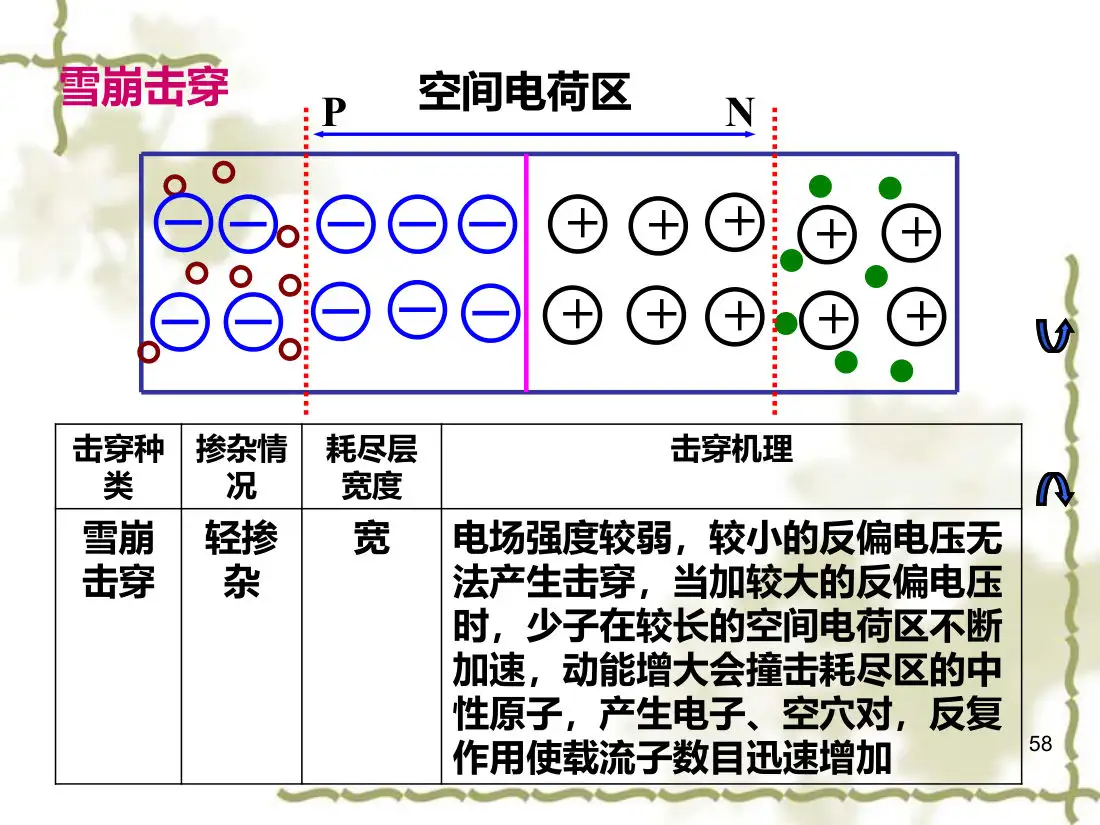 雪崩击穿
空间电荷区
P
N
击穿种
类
掺杂情
况
耗尽层
宽度
击穿机理
雪崩
击穿
轻掺
杂
宽
电场强度较弱，较小的反偏电压无
法产生击穿，当加较大的反偏电压
时，少子在较长的空间电荷区不断
加速，动能增大会撞击耗尽区的中
性原子，产生电子、空穴对，反复
作用使载流子数目迅速增加
58